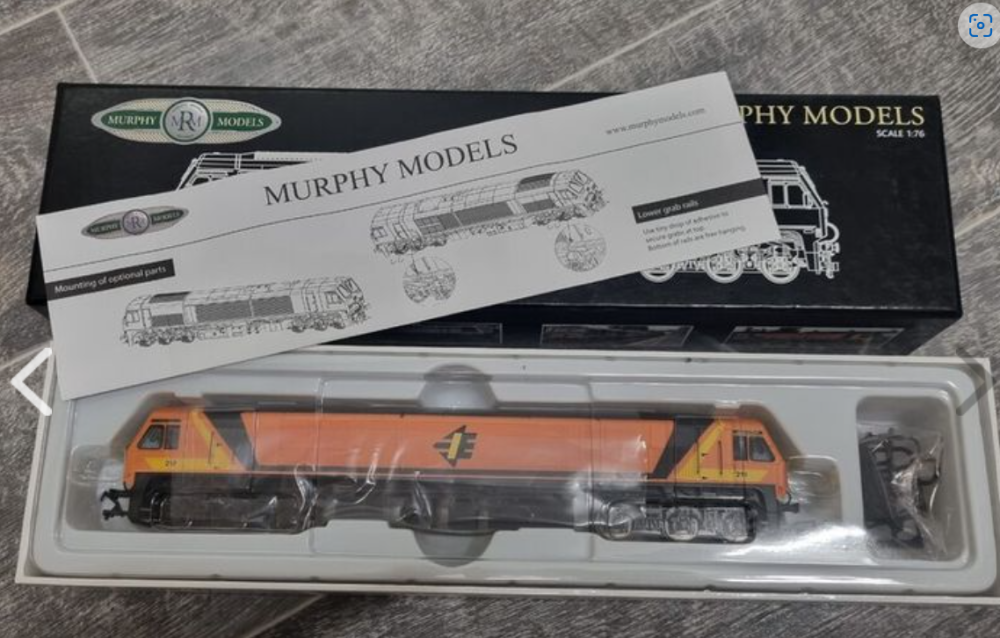 MURPHY MODELS
MRM
PHY MODELS
SCALE 1:76
www.murphymodels.com
MURPHY MODELS
MURPHY R MODELS
Lower grab rails
Use tiny drop of adhesive to
secure grabs at top.
Bottom of rails are free hanging.
Mounting of optional parts
IE